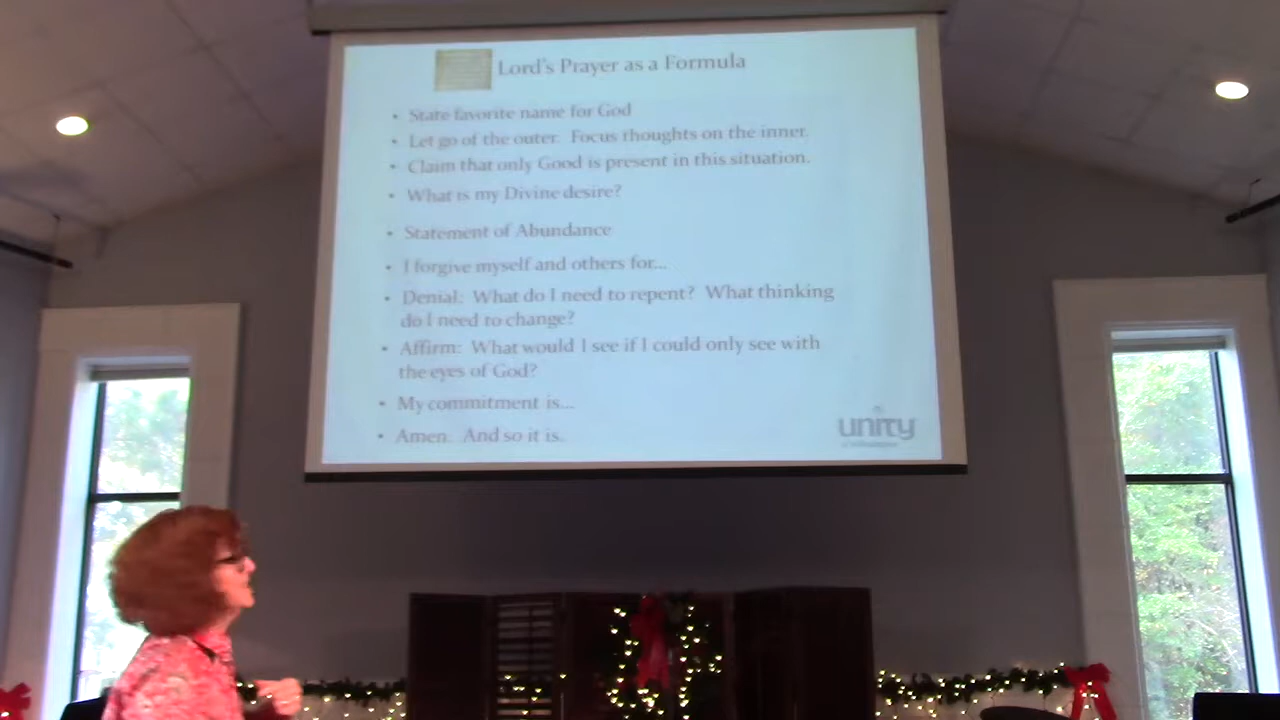 Lord's Prayer as a Formula
• State favorite name for God
• Let go of the outer. Focus thoughts on the inner.
• Claim that only Good is present in this situation.
• What is my Divine desire?
• Statement of Abundance
• I forgive myself and others for...
• Denial: What do I need to repent? What thinking
do I need to change?
• Affirm: What would I see if I could only see with
the eyes of God?
• My commitment is...
• Amen. And so it is.
unity